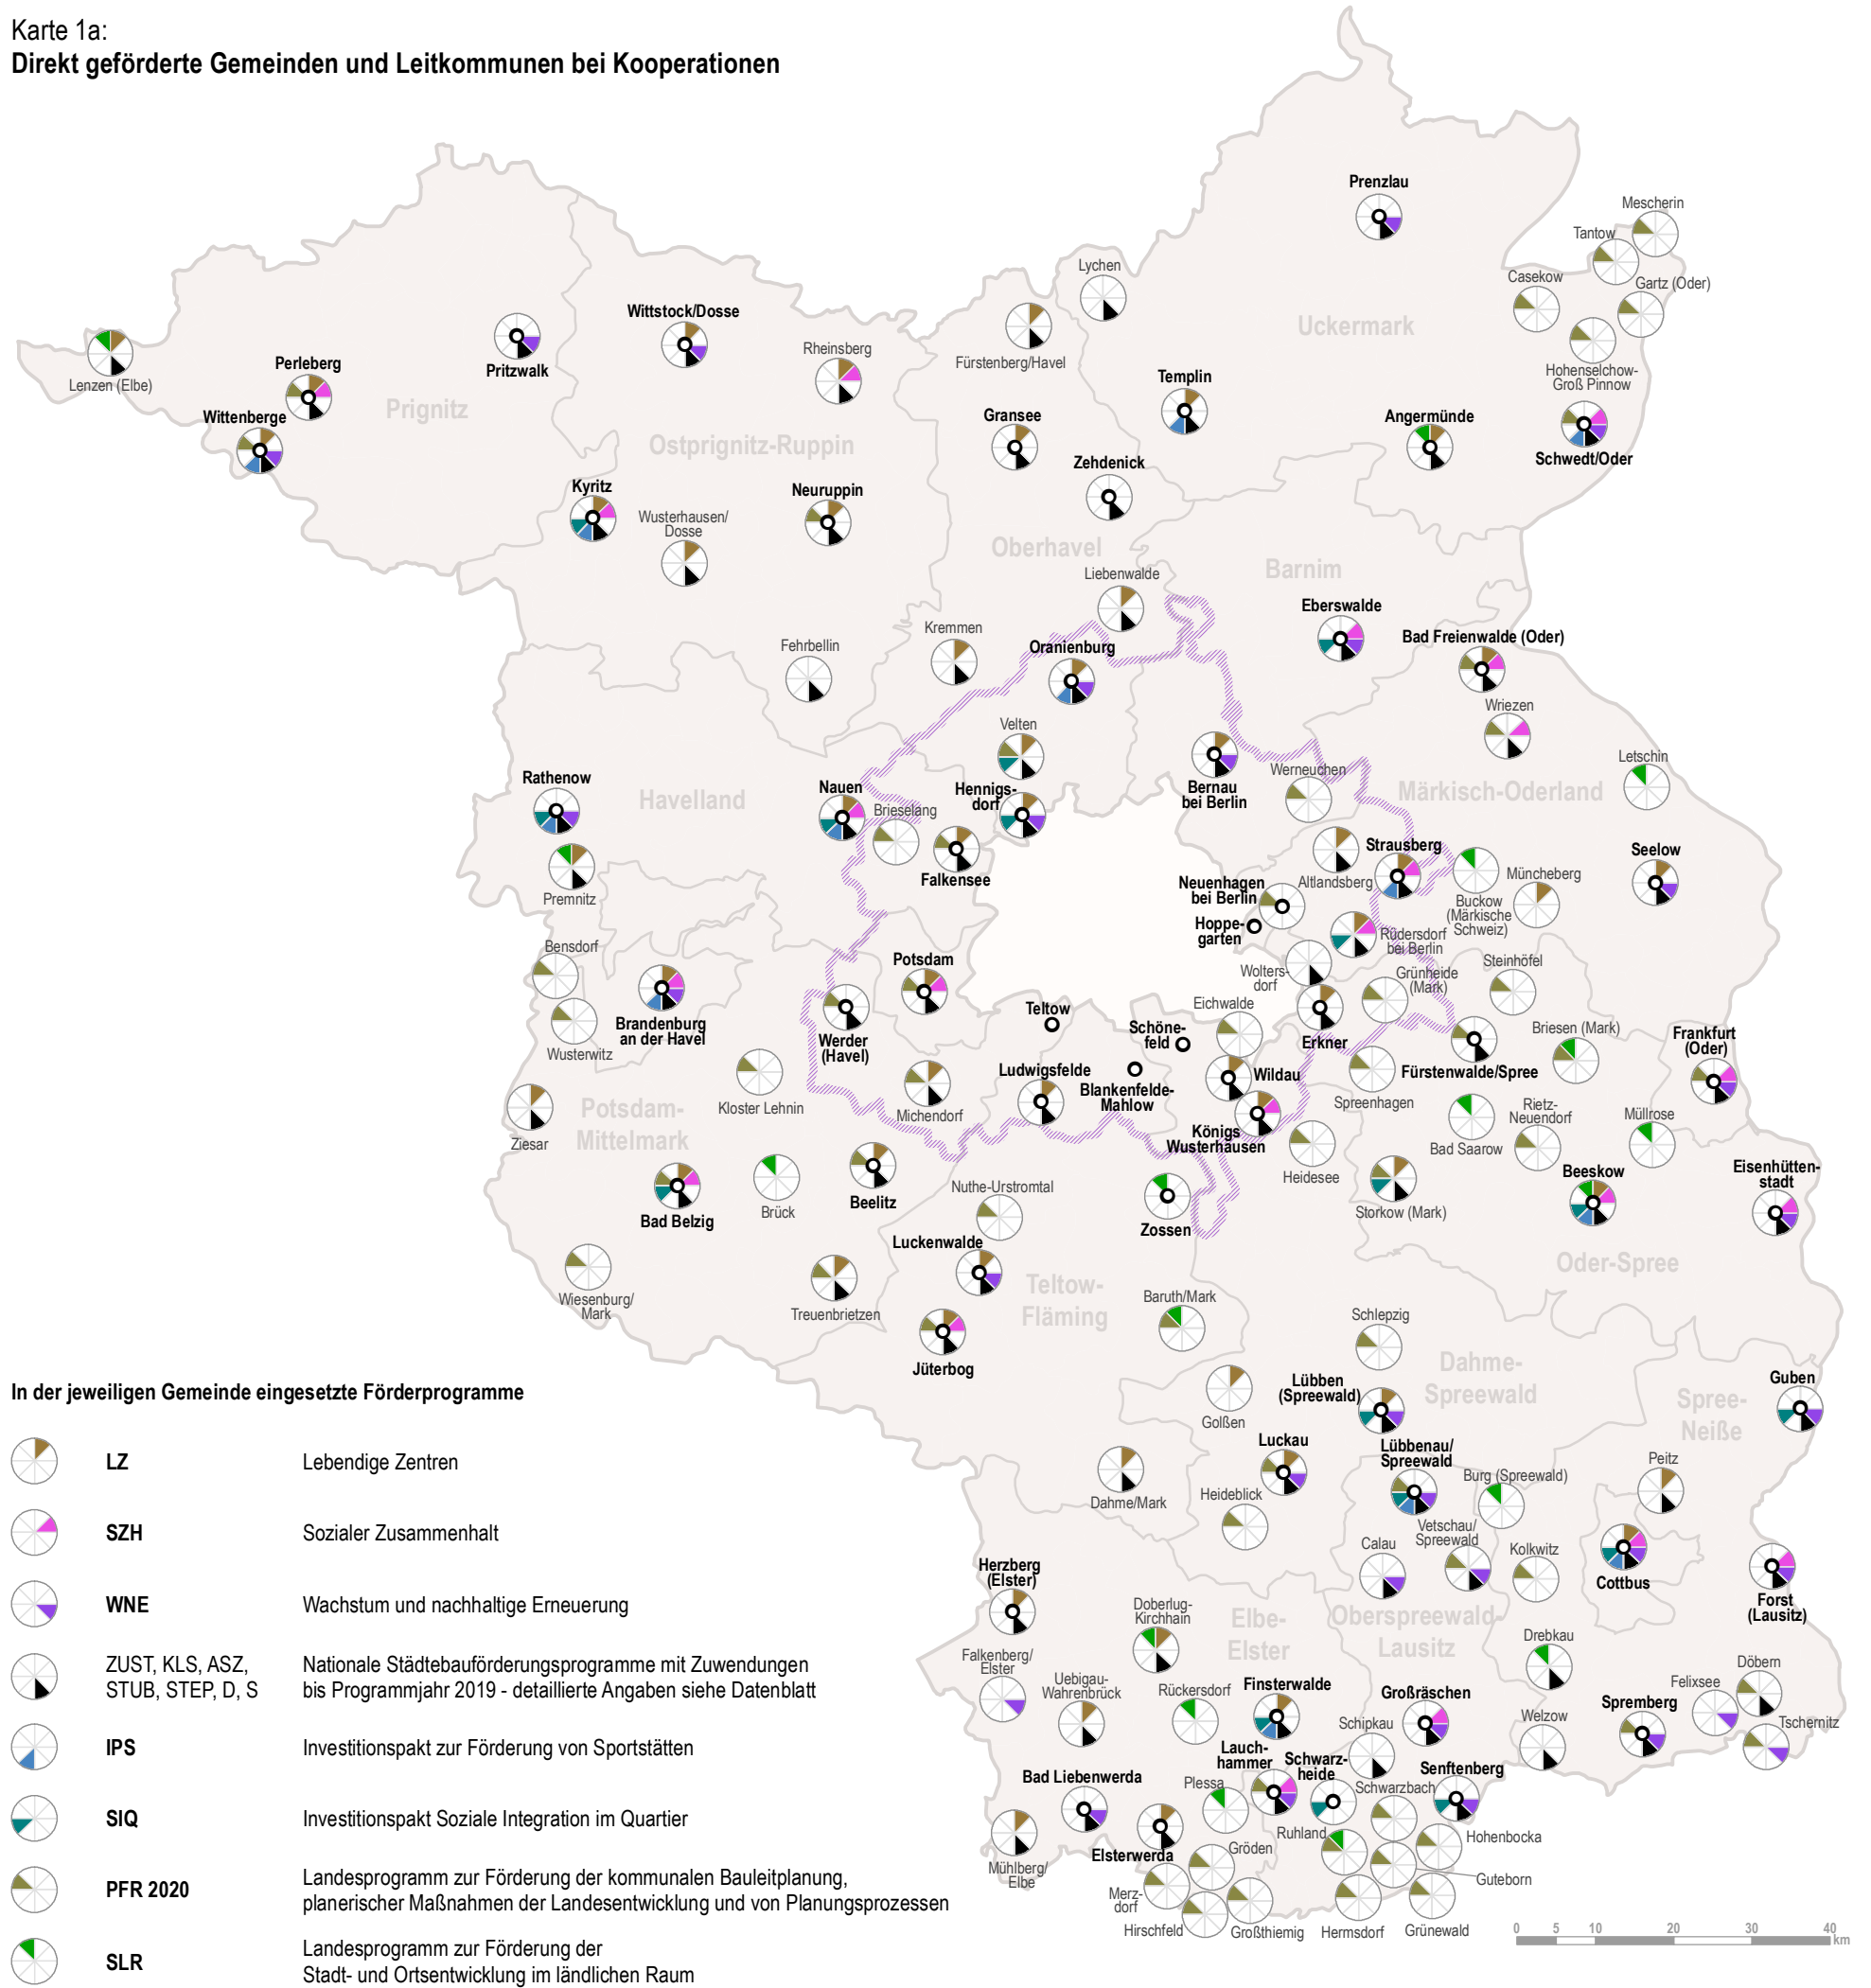 Karte 1a:
Direkt geförderte Gemeinden und Leitkommunen bei Kooperationen
Prenzlau
Mescherin
Tantow
Casekow
Gartz (Oder)
Hohenselchow-
Groß Pinnow
Lychen
Uckermark
Fürstenberg/Havel
Wittstock/Dosse
Pritzwalk
Rheinsberg
Lenzen (Elbe)
Perleberg
Wittenberge
Prignitz
Ostprignitz-Ruppin
Templin
Gransee
Angermünde
Schwedt/Oder
Zehdenick
Kyritz
Wusterhausen/
Dosse
Neuruppin
Oberhavel
Barnim
Liebenwalde
Eberswalde
Bad Freienwalde (Oder)
Kremmen
Fehrbellin
Oranienburg
Wriezen
Velten
Letschin
Rathenow
Havelland
Nauen
Brieselang
Hennigs-
dorf
Bernau
bei Berlin
Werneuchen
Märkisch-Oderland
Falkensee
Premnitz
Altlandsberg
Strausberg
Buckow
(Märkische
Schweiz)
Müncheberg
Seelow
Neuenhagen
bei Berlin
Hoppe-
garten
Rüdersdorf
bei Berlin
Bensdorf
Wusterwitz
Brandenburg
an der Havel
Potsdam
Werder
(Havel)
Teltow
Schöne-
feld
Blankenfelde-
Mahlow
Wolters-
dorf
Grünheide
(Mark)
Steinhöfel
Eichwalde
Erkner
Briesen (Mark)
Frankfurt
(Oder)
Fürstenwalde/Spree
Kloster Lehnin
Michendorf
Ludwigsfelde
Wildau
Königs
Wusterhausen
Spreenhagen
Bad Saarow
Rietz-
Neuendorf
Müllrose
Ziesar
Potsdam-
Mittelmark
Heidesee
Storkow (Mark)
Beeskow
Eisenhütten-
stadt
Bad Belzig
Brück
Beelitz
Nuthe-Urstromtal
Zossen
Luckenwalde
Oder-Spree
Wiesenburg/
Mark
Treuenbrietzen
Teltow-
Fläming
Baruth/Mark
Schlepzig
Jüterbog
Dahme-
Spreewald
Golßen
Lübben
(Spreewald)
Spree-
Neiße
Guben
Luckau
Lübbenau/
Spreewald
Burg (Spreewald)
Peitz
Dahme/Mark
Heideblick
Vetschau/
Spreewald
Calau
Kolkwitz
Cottbus
Forst
(Lausitz)
Herzberg
(Elster)
Doberlug-
Kirchhain
Elbe-
Elster
Oberspreewald-
Lausitz
Drebkau
Falkenberg/
Elster
Uebigau-
Wahrenbrück
Rückersdorf
Finsterwalde
Großräschen
Schipkau
Welzow
Spremberg
Felixsee
Döbern
Tschernitz
Bad Liebenwerda
Lauch-
hammer
Schwarz-
heide
Senftenberg
Plessa
Schwarzbach
Mühlberg/
Elbe
Elsterwerda
Ruhland
Hohenbocka
Gröden
Guteborn
Merz-
dorf
Hirschfeld
Großthiemig
Hermsdorf
Grünewald
0 5 10 20 30 40
km
In der jeweiligen Gemeinde eingesetzte Förderprogramme
LZ Lebendige Zentren
SZH Sozialer Zusammenhalt
WNE Wachstum und nachhaltige Erneuerung
ZUST, KLS, ASZ, Nationale Städtebauförderungsprogramme mit Zuwendungen
STUB, STEP, D, S bis Programmjahr 2019 - detaillierte Angaben siehe Datenblatt
IPS Investitionspakt zur Förderung von Sportstätten
SIQ Investitionspakt Soziale Integration im Quartier
PFR 2020 Landesprogramm zur Förderung der kommunalen Bauleitplanung,
planerischer Maßnahmen der Landesentwicklung und von Planungsprozessen
SLR Landesprogramm zur Förderung der
Stadt- und Ortsentwicklung im ländlichen Raum